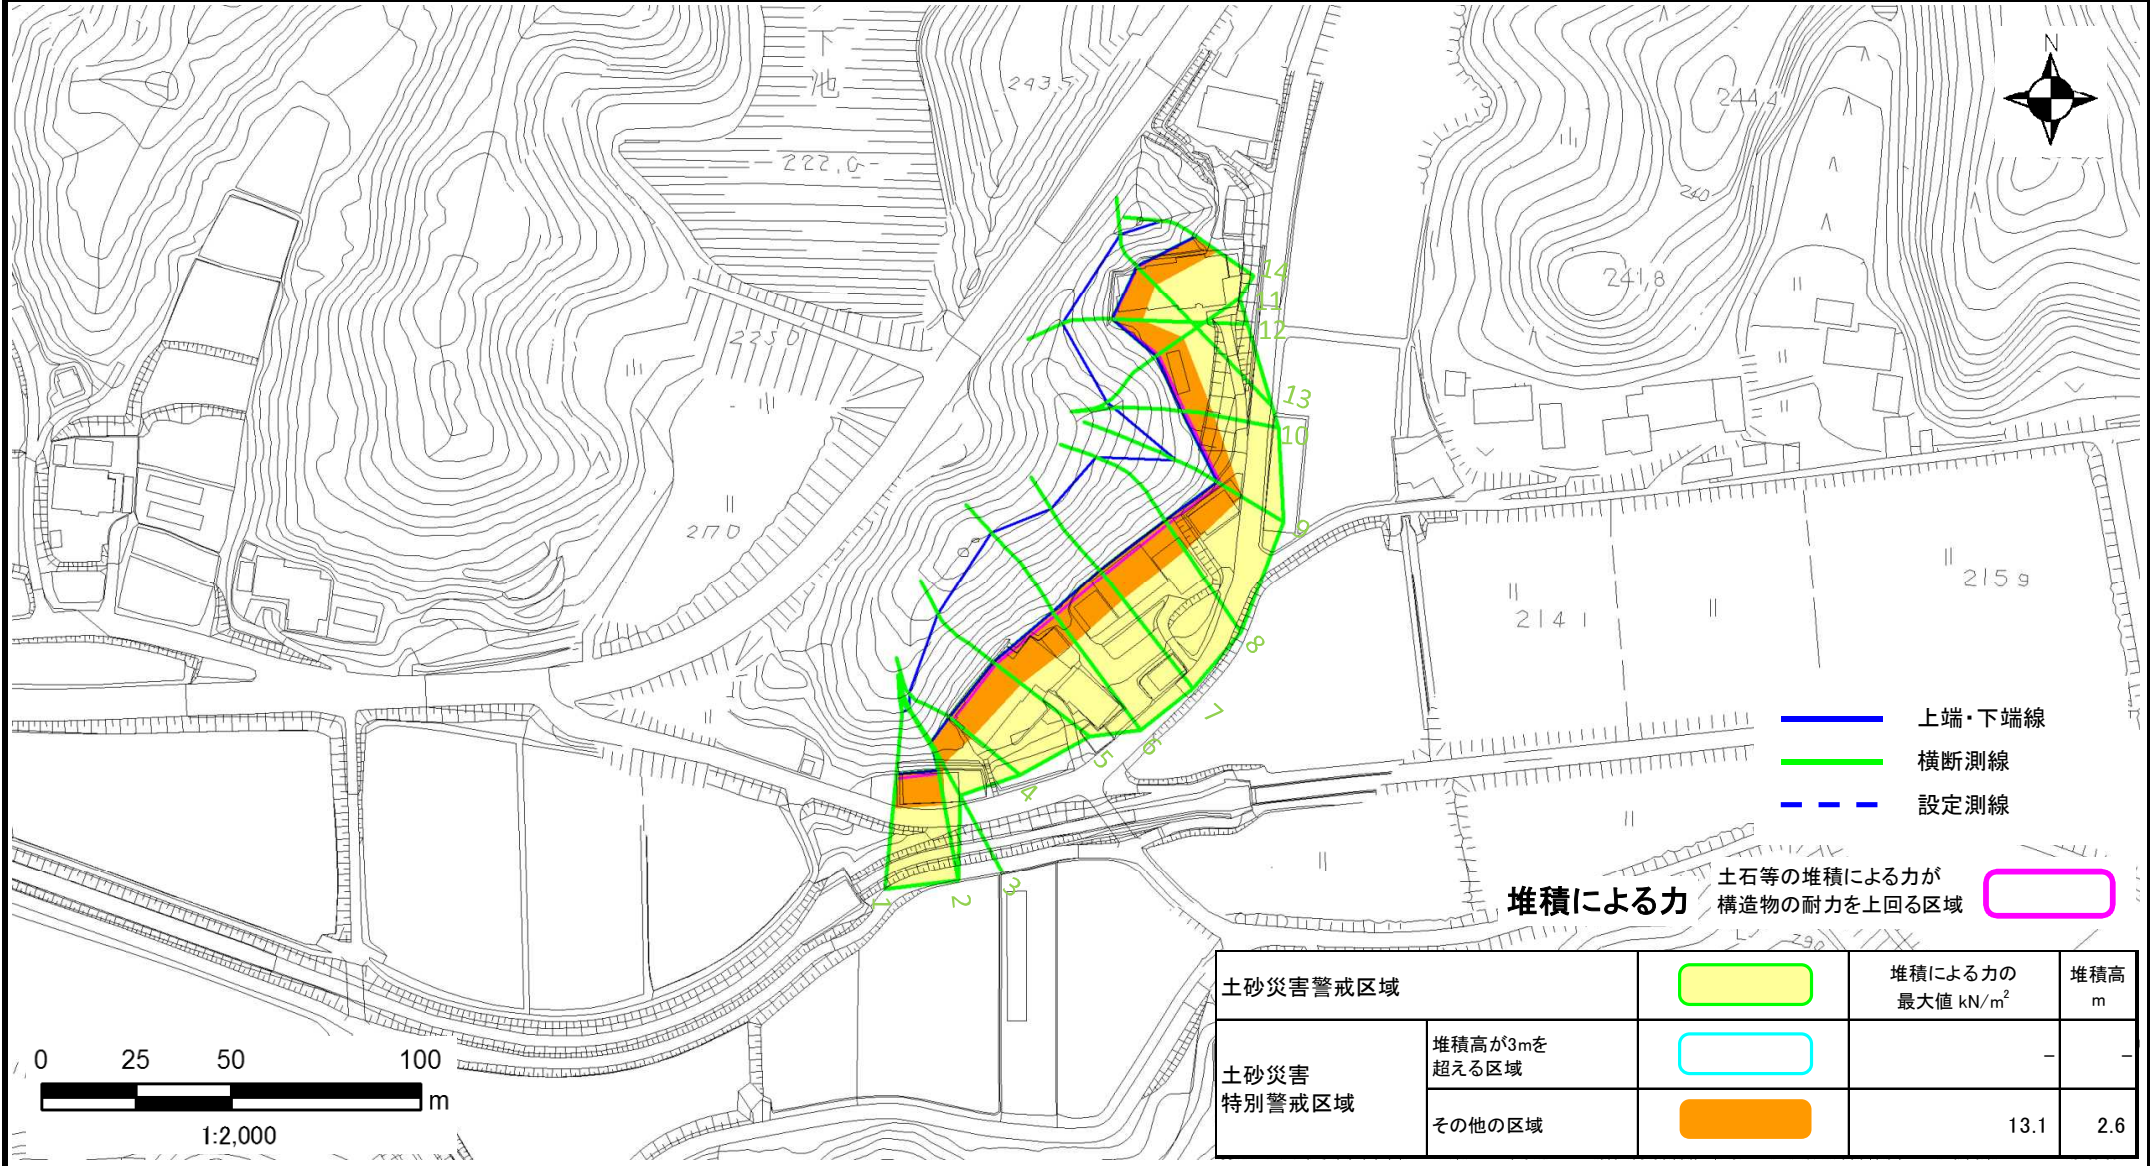 下池
N
243.5
244.4
222.0
240
241.8
225.0
217.0
14
11
12
13
10
9
8
7
6
5
4
3
2
1
215.9
214.1
上端・下端線
横断測線
設定測線
堆積による力
土石等の堆積による力が
構造物の耐力を上回る区域
290
土砂災害警戒区域
堆積による力の
最大値 kN/m²
堆積高
m
土砂災害
特別警戒区域
堆積高が3mを
超える区域
-
-
その他の区域
13.1
2.6
0 25 50 100
m
1:2,000